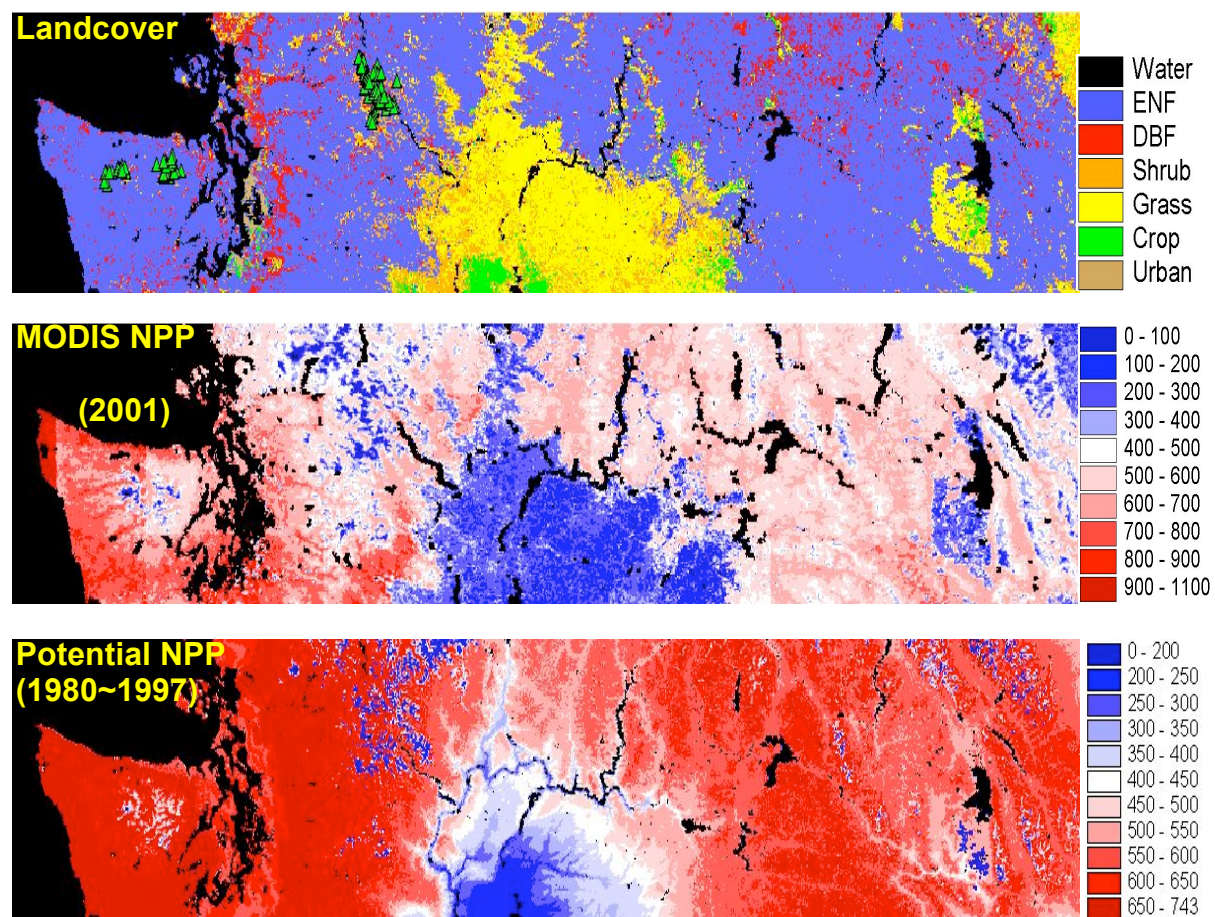 Landcover
Water
ENF
DBF
Shrub
Grass
Crop
Urban
MODIS NPP
(2001)
0 - 100
100 - 200
200 - 300
300 - 400
400 - 500
500 - 600
600 - 700
700 - 800
800 - 900
900 - 1100
Potential NPP
(1980~1997)
0 - 200
200 - 250
250 - 300
300 - 350
350 - 400
400 - 450
450 - 500
500 - 550
550 - 600
600 - 650
650 - 743